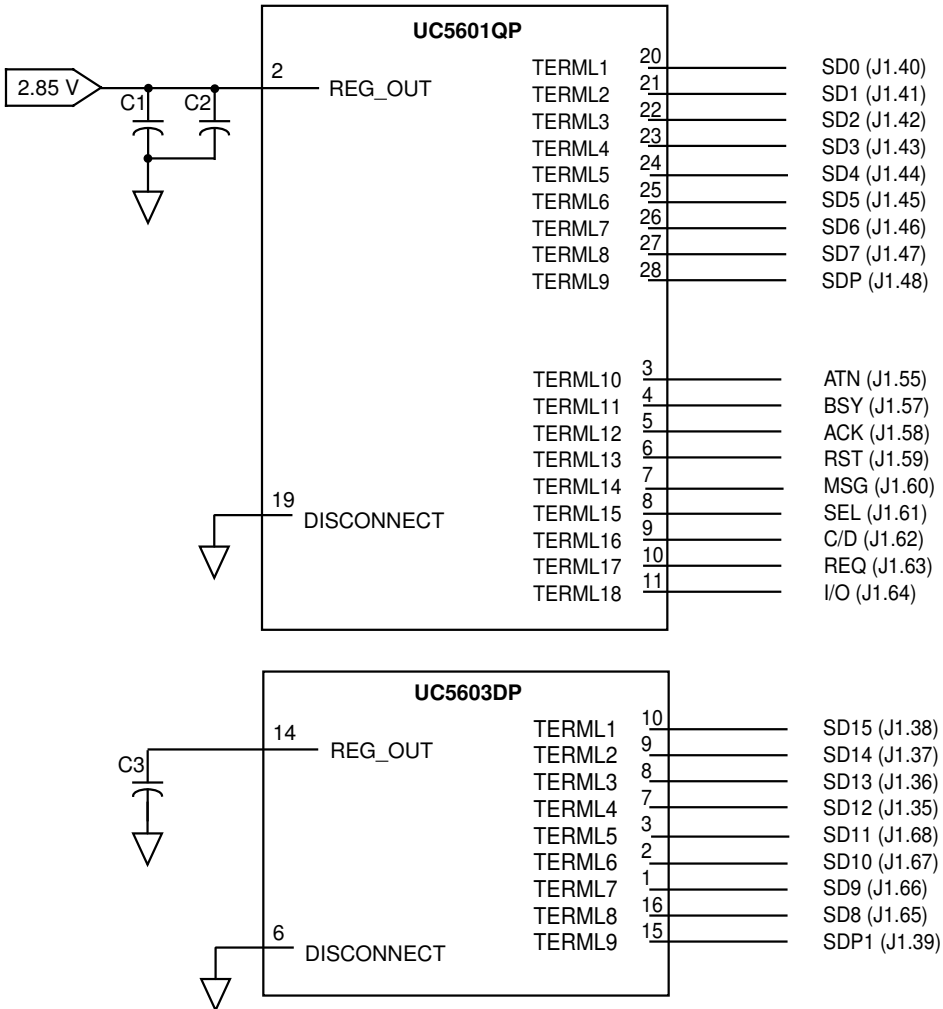 UC5601QP
2.85 V
C1
C2
2
REG_OUT
TERML1 20 SD0 (J1.40)
TERML2 21 SD1 (J1.41)
TERML3 22 SD2 (J1.42)
TERML4 23 SD3 (J1.43)
TERML5 24 SD4 (J1.44)
TERML6 25 SD5 (J1.45)
TERML7 26 SD6 (J1.46)
TERML8 27 SD7 (J1.47)
TERML9 28 SDP (J1.48)
TERML10 3 ATN (J1.55)
TERML11 4 BSY (J1.57)
TERML12 5 ACK (J1.58)
TERML13 6 RST (J1.59)
TERML14 7 MSG (J1.60)
TERML15 8 SEL (J1.61)
TERML16 9 C/D (J1.62)
TERML17 10 REQ (J1.63)
TERML18 11 I/O (J1.64)
19
DISCONNECT
UC5603DP
14
REG_OUT
C3
TERML1 10 SD15 (J1.38)
TERML2 9 SD14 (J1.37)
TERML3 8 SD13 (J1.36)
TERML4 7 SD12 (J1.35)
TERML5 3 SD11 (J1.68)
TERML6 2 SD10 (J1.67)
TERML7 1 SD9 (J1.66)
TERML8 16 SD8 (J1.65)
TERML9 15 SDP1 (J1.39)
6
DISCONNECT